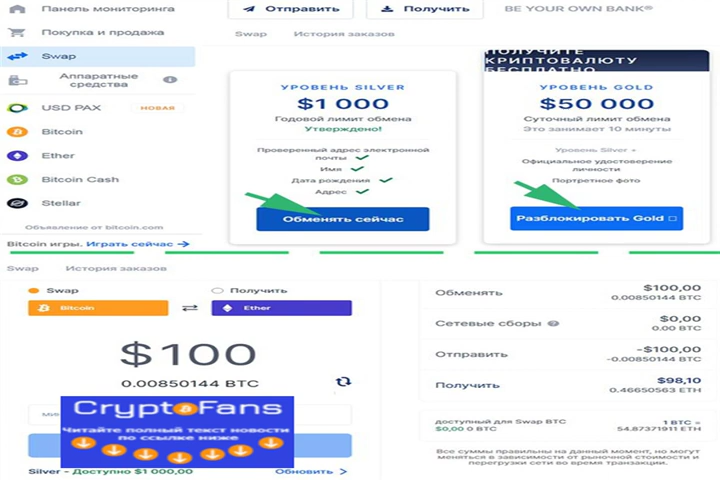 Панель мониторинга
Покупка и продажа
Swap
Аппаратные
средства
USD PAX НОВАЯ
Bitcoin
Ether
Bitcoin Cash
Stellar
Объявление от bitcoin.com
Bitcoin игры. Играть сейчас →
Отправить Получить BE YOUR OWN BANK®
Swap История заказов
УРОВЕНЬ SILVER
$1 000
Годовой лимит обмена
Утверждено!
Проверенный адрес электронной
почты
Имя
Дата рождения
Адрес
Обменять сейчас
ПОЛУЧИТЕ
КРИПТОВАЛЮТУ
БЕСПЛАТНО
УРОВЕНЬ GOLD
$50 000
Суточный лимит обмена
Это занимает 10 минуты
Уровень Silver +
Официальное удостоверение
личности
Портретное фото
Разблокировать Gold
Swap История заказов
Swap Получить
Bitcoin Ether
$100
0.00850144 BTC
CryptoFans
Читайте полный текст новости
по ссылке ниже
Silver - Доступно $1 000,00 Обновить >
Обменять $100,00
0.00850144 BTC
Сетевые сборы $0,00
0.00 BTC
Отправить -$100,00
-0.00850144 BTC
Получить $98,10
0.46650563 ETH
доступный для Swap BTC 1 BTC =
$0,00 0 BTC 54.87371911 ETH
Все суммы правильны на данный момент, но могут
меняться в зависимости от рыночной стоимости и
перегрузки сети во время транзакции.